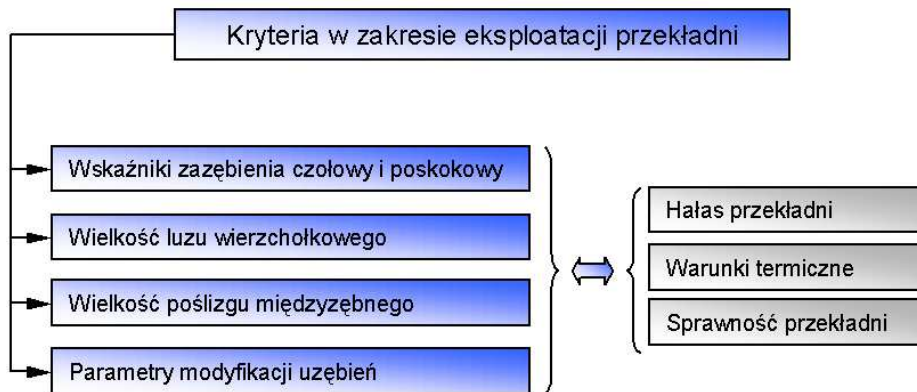 Kryteria w zakresie eksploatacji przekładni
Wskaźniki zazębienia czołowy i poskokowy
Wielkość luzu wierzchołkowego
Wielkość poślizgu międzyzębnego
Parametry modyfikacji uzębień
Hałas przekładni
Warunki termiczne
Sprawność przekładni